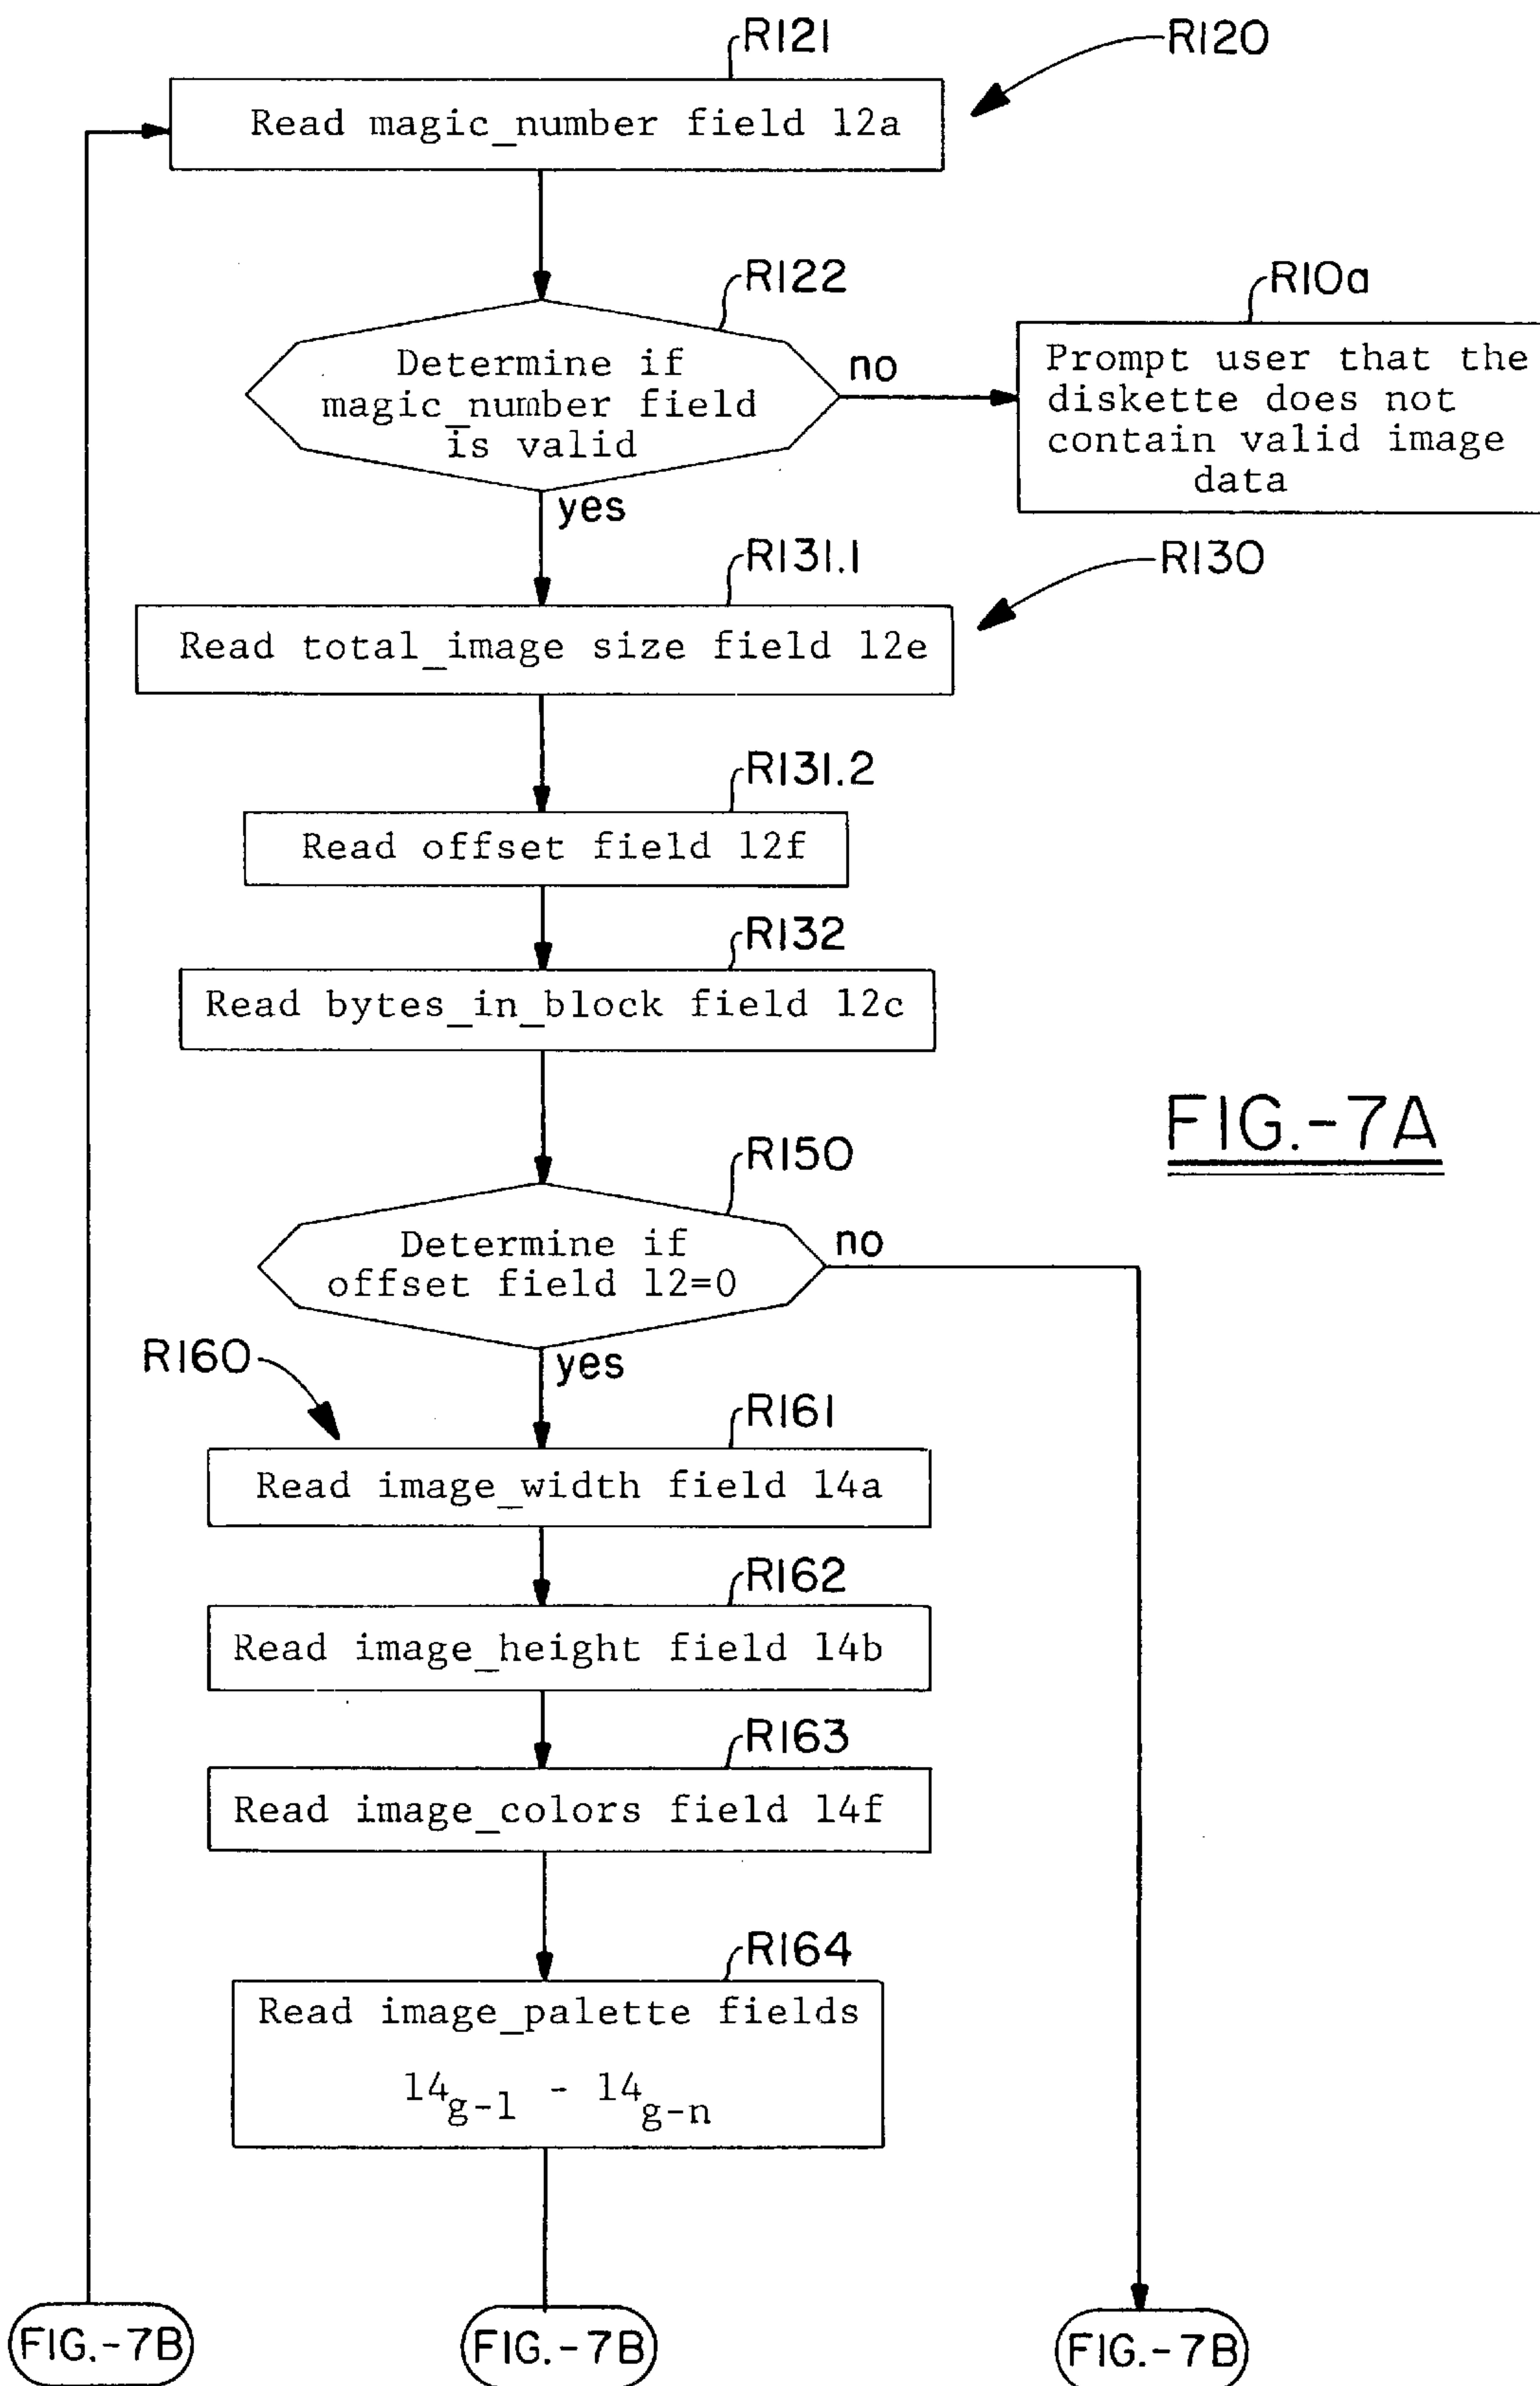 R121
R120
Read magic_number field 12a
R122
Determine if
magic_number field
is valid
no
R10a
Prompt user that the
diskette does not
contain valid image
data
yes
R131.1
R130
Read total_image size field 12e
R131.2
Read offset field 12f
R132
Read bytes_in_block field 12c
FIG.-7A
R150
Determine if
offset field 12=0
no
yes
R160
R161
Read image_width field 14a
R162
Read image_height field 14b
R163
Read image_colors field 14f
R164
Read image_palette fields
14g-1 - 14g-n
FIG.-7B
FIG.-7B
FIG.-7B